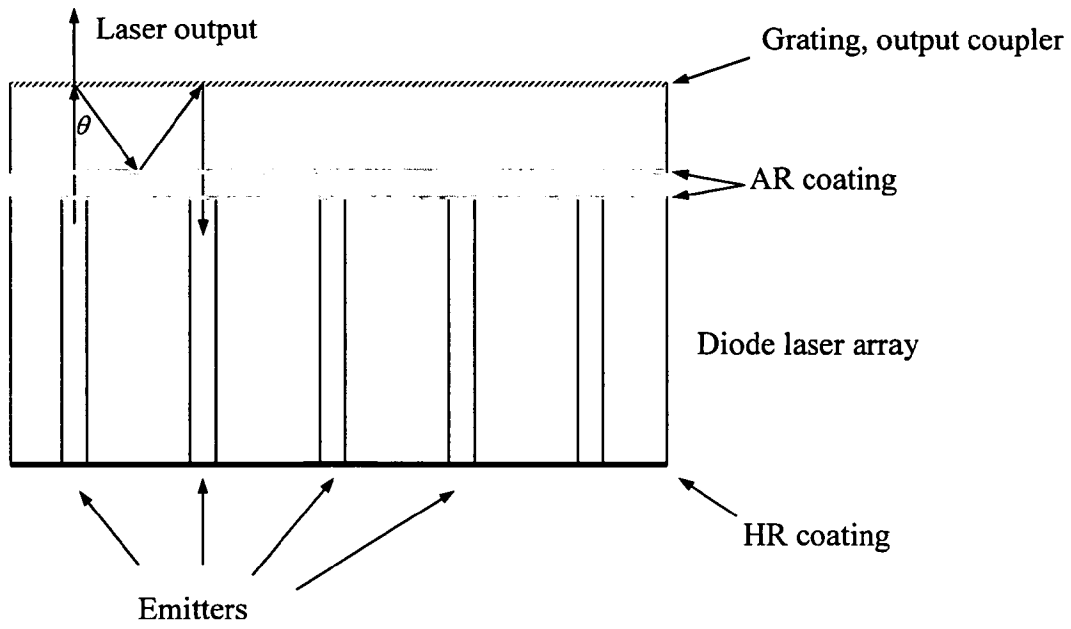 Laser output
Grating, output coupler
θ
AR coating
Diode laser array
HR coating
Emitters